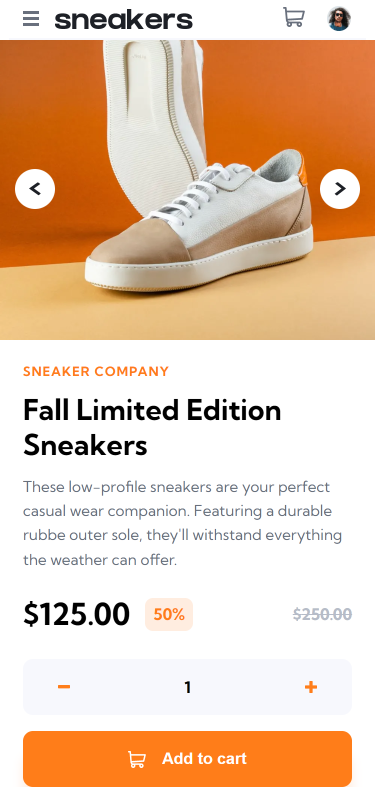 sneakers
SNEAKER COMPANY
Fall Limited Edition
Sneakers
These low-profile sneakers are your perfect
casual wear companion. Featuring a durable
rubbe outer sole, they'll withstand everything
the weather can offer.
$125.00 50% $250.00
− 1 +
Add to cart